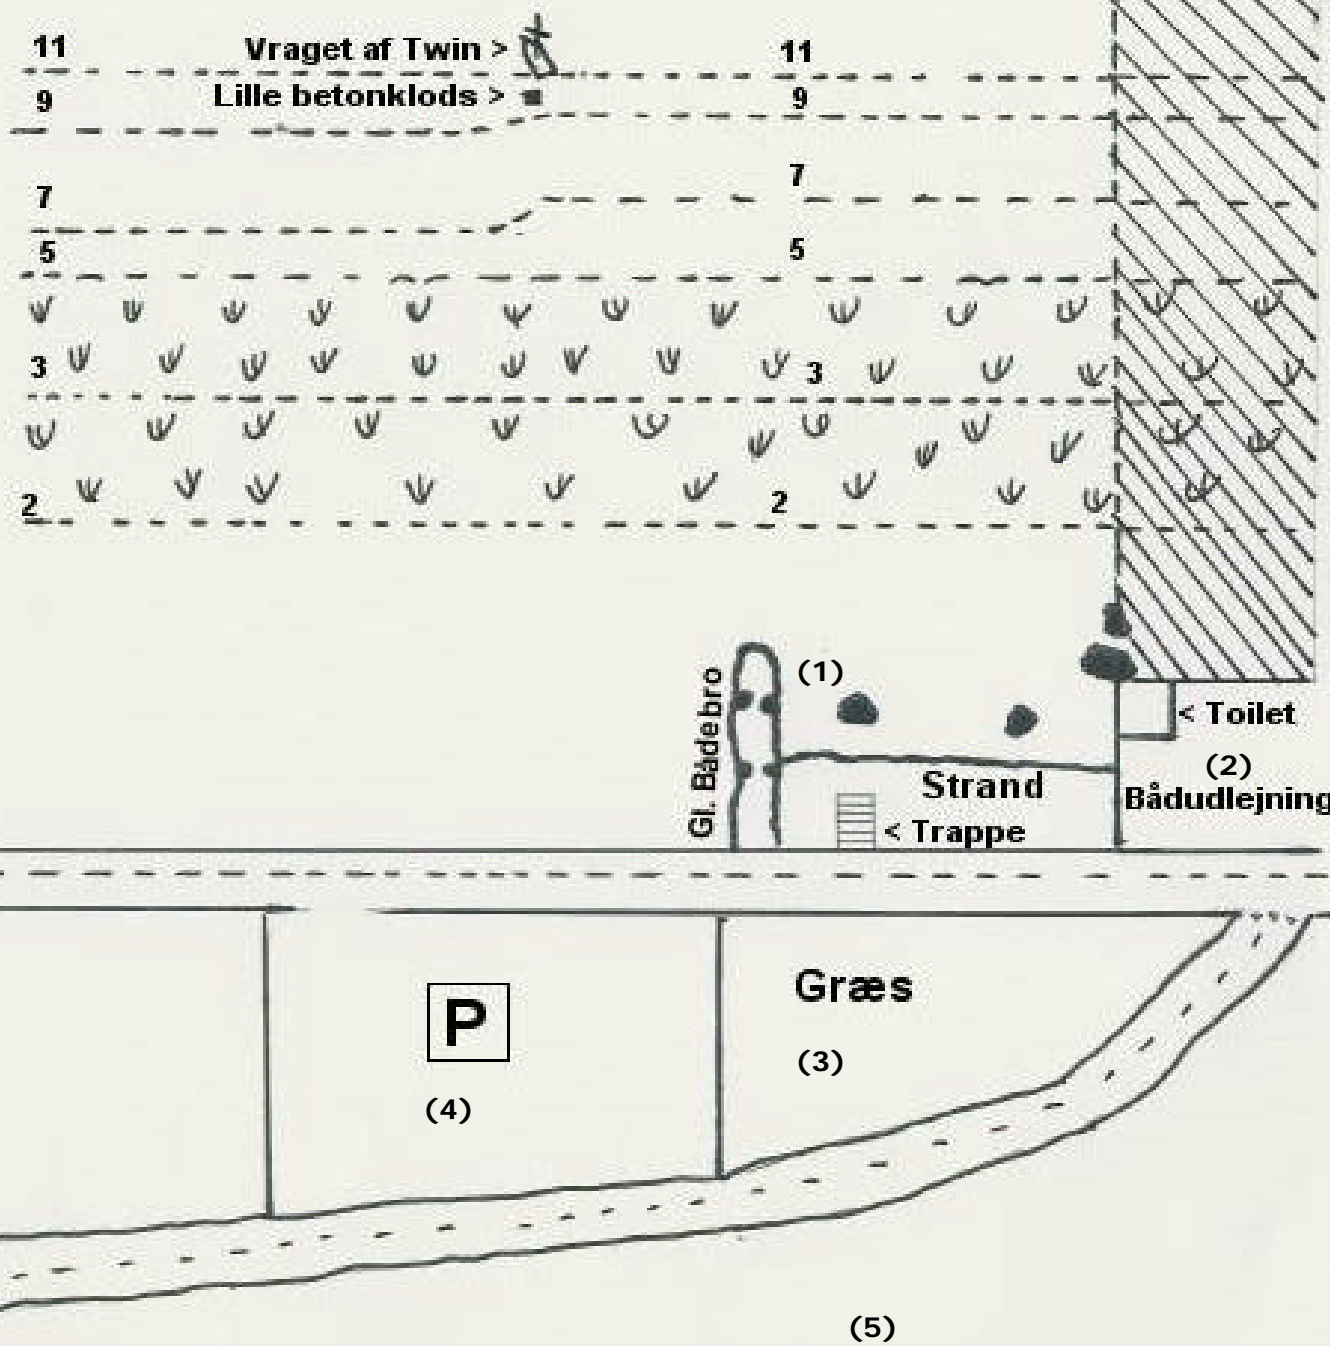 Vraget af Twin >
11
11
Lille betonklods >
9
9
7
7
5
5
3
3
2
2
(1)
Gl. Bådebro
< Toilet
(2)
Strand
Bådudlejning
< Trappe
Græs
P
(3)
(4)
(5)